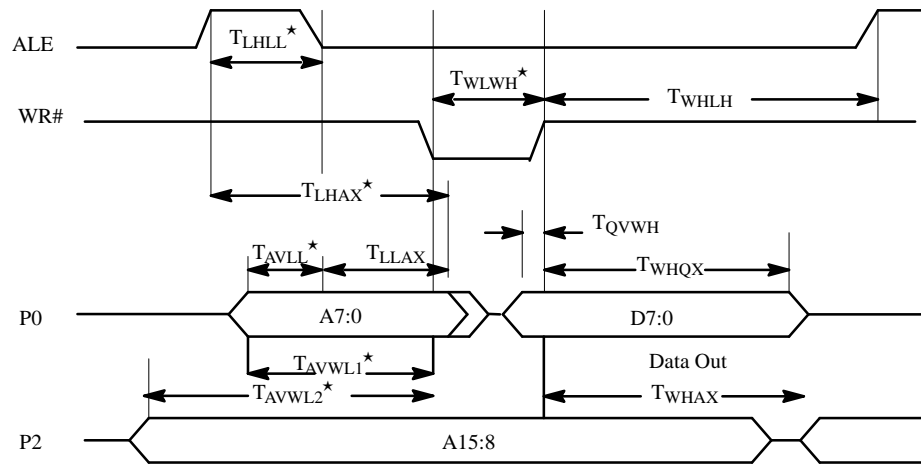 ALE
TLHLL★
TWLWH★
TWHLH
WR#
TLHAX★
TQVWH
TAVLL★
TLLAX
TWHQX
P0
A7:0
D7:0
TAVWL1★
Data Out
TAVWL2★
TWHAX
P2
A15:8